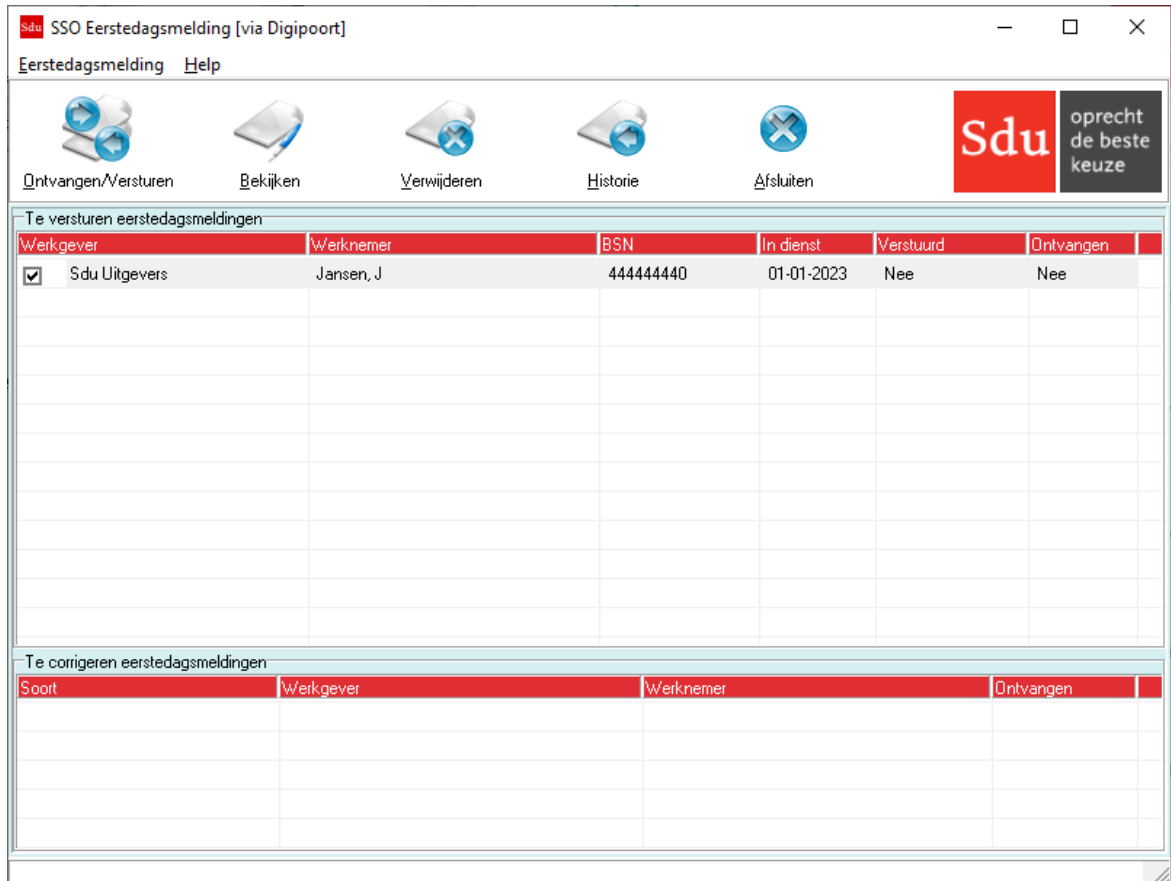 Sdu SSO Eerstedagsmelding [via Digipoort]
Eerstedagsmelding Help
Ontvangen/Versturen Bekijken Verwijderen Historie Afsluiten
Sdu
oprecht
de beste
keuze
Te versturen eerstedagsmeldingen
Werkgever Werknemer BSN In dienst Verstuurd Ontvangen
Sdu Uitgevers Jansen, J 444444440 01-01-2023 Nee Nee
Te corrigeren eerstedagsmeldingen
Soort Werkgever Werknemer Ontvangen